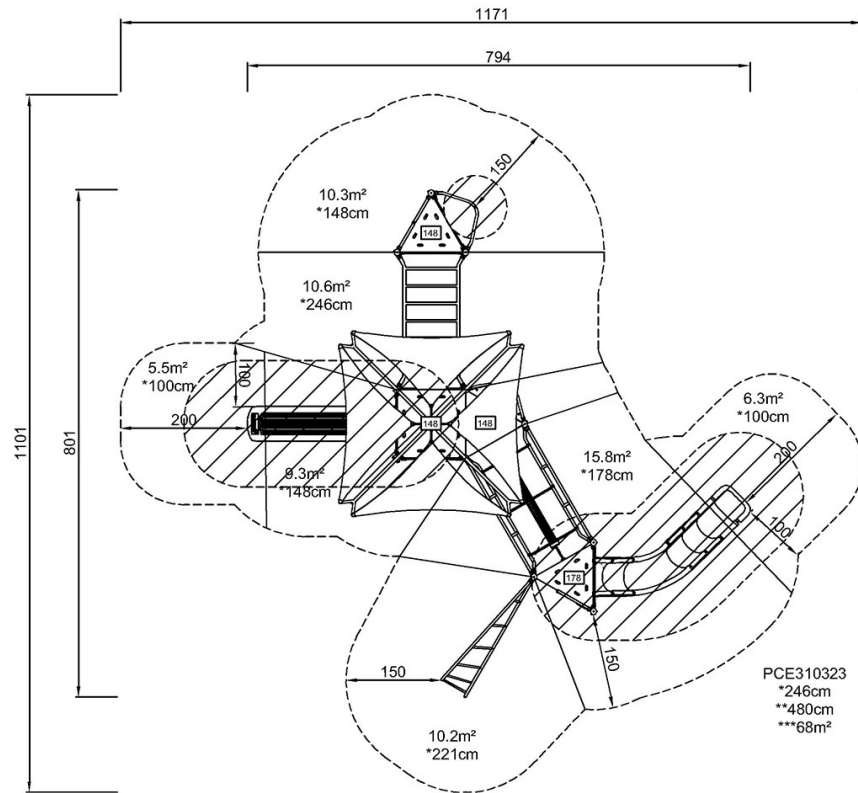 1171
794
150
10.3m²
*148cm
148
10.6m²
*246cm
5.5m²
*100cm
100
200
6.3m²
*100cm
148
148
15.8m²
*178cm
200
9.3m²
*148cm
1101
801
100
178
150
150
PCE310323
*246cm
**480cm
***68m²
10.2m²
*221cm